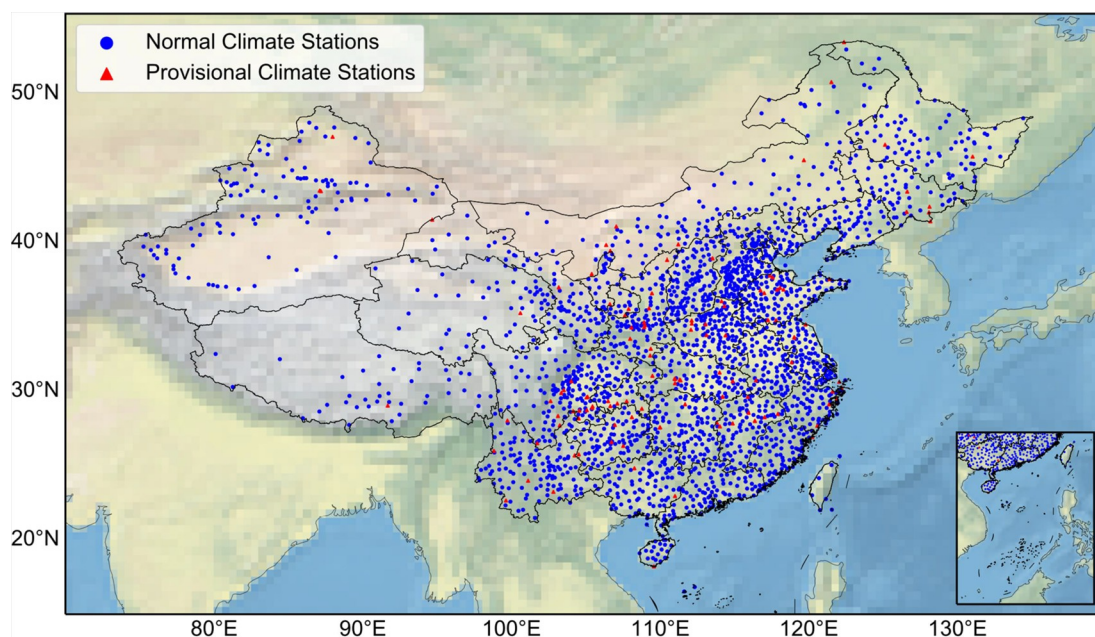 Normal Climate Stations
Provisional Climate Stations
50°N
40°N
30°N
20°N
80°E 90°E 100°E 110°E 120°E 130°E